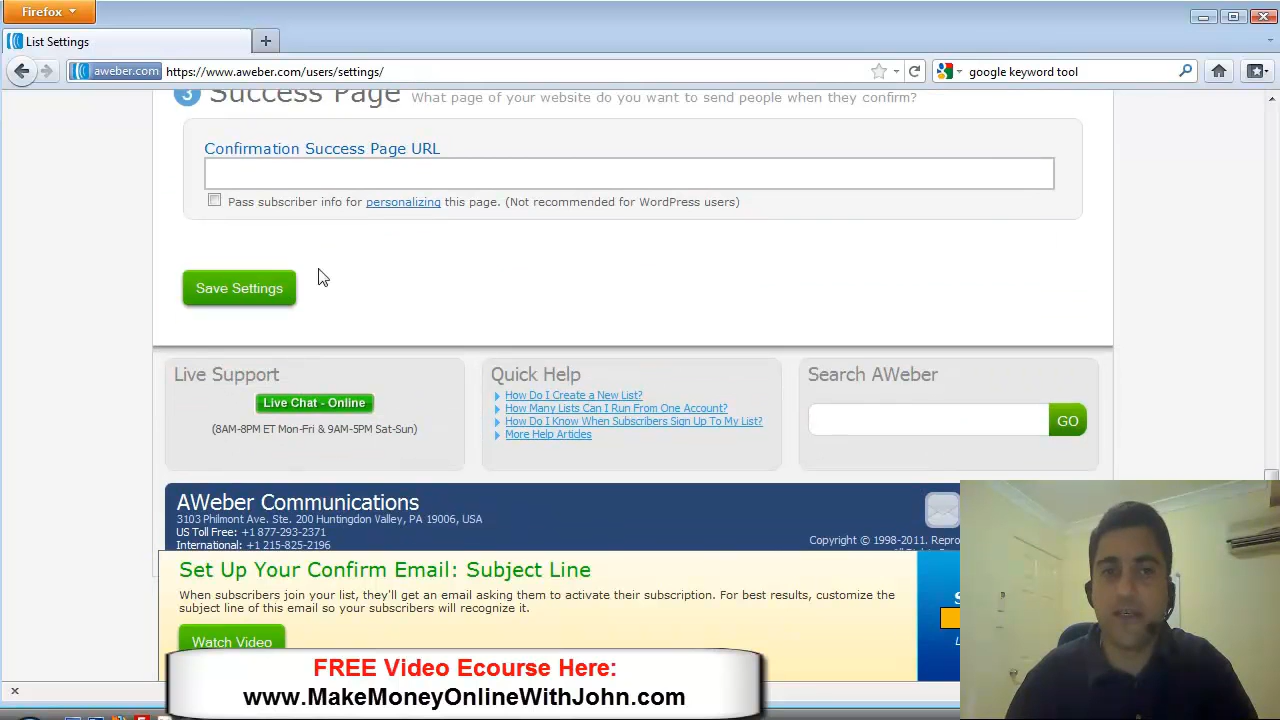 Firefox
List Settings
aweber.com https://www.aweber.com/users/settings/
google keyword tool
3 Success Page What page of your website do you want to send people when they confirm?
Confirmation Success Page URL
Pass subscriber info for personalizing this page. (Not recommended for WordPress users)
Save Settings
Live Support
Live Chat - Online
(8AM-8PM ET Mon-Fri & 9AM-5PM Sat-Sun)
Quick Help
How Do I Create a New List?
How Many Lists Can I Run From One Account?
How Do I Know When Subscribers Sign Up To My List?
More Help Articles
Search AWeber
GO
AWeber Communications
3103 Philmont Ave. Ste. 200 Huntingdon Valley, PA 19006, USA
US Toll Free: +1 877-293-2371
International: +1 215-825-2196
Copyright © 1998-2011. Repro
Set Up Your Confirm Email: Subject Line
When subscribers join your list, they'll get an email asking them to activate their subscription. For best results, customize the
subject line of this email so your subscribers will recognize it.
Watch Video
FREE Video Ecourse Here:
www.MakeMoneyOnlineWithJohn.com